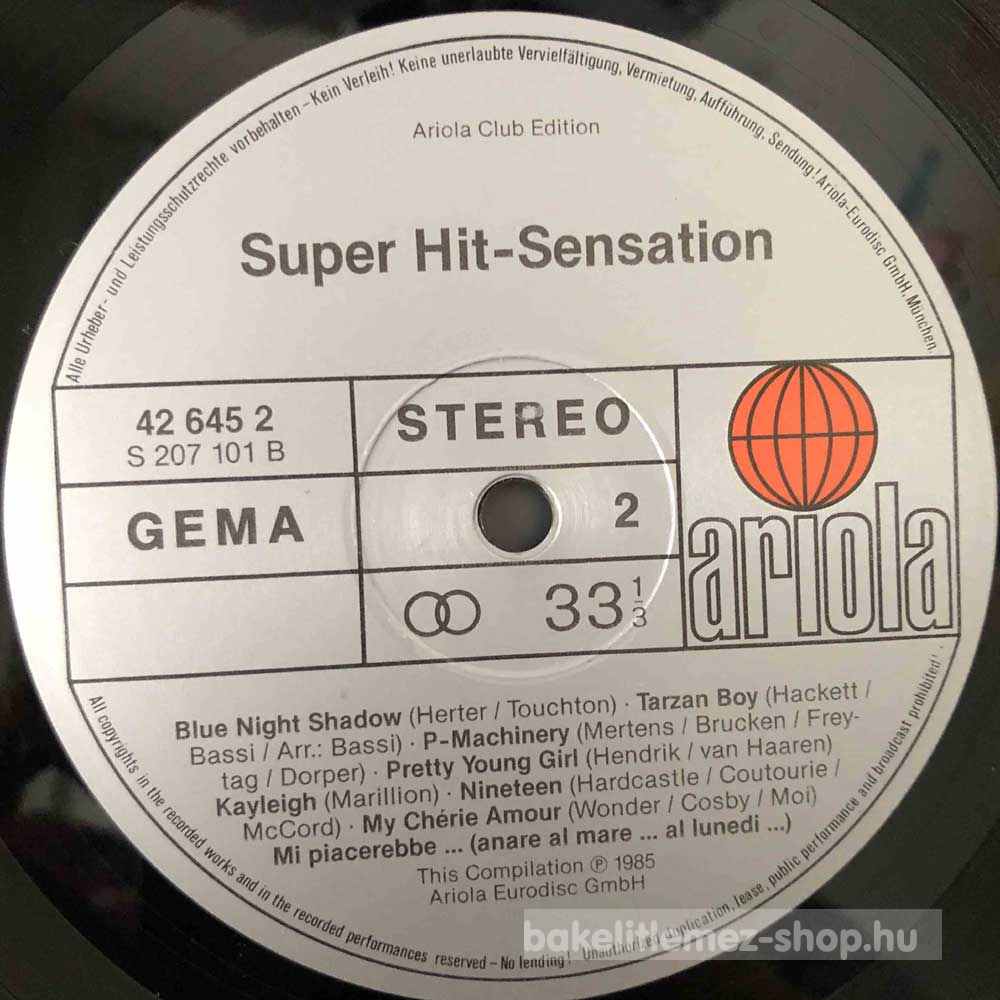 Alle Urheber- und Leistungsschutzrechte vorbehalten – Kein Verleih! Keine unerlaubte Vervielfältigung, Vermietung, Aufführung, Sendung! Ariola-Eurodisc GmbH, München.
Ariola Club Edition
Super Hit-Sensation
42 645 2
S 207 101 B
STEREO
GEMA
2
33 1/3
ariola
Blue Night Shadow (Herter / Touchton) · Tarzan Boy (Hackett /
Bassi / Arr.: Bassi) · P-Machinery (Mertens / Brucken / Frey-
tag / Dorper) · Pretty Young Girl (Hendrik / van Haaren)
Kayleigh (Marillion) · Nineteen (Hardcastle / Coutourie /
McCord) · My Chérie Amour (Wonder / Cosby / Moi)
Mi piacerebbe ... (anare al mare ... al lunedi ...)
This Compilation ℗ 1985
Ariola Eurodisc GmbH
All copyrights in the recorded works and in the recorded performances reserved – No lending! Unauthorized duplication, lease, public performance and broadcast prohibited!
bakelitlemez-shop.hu